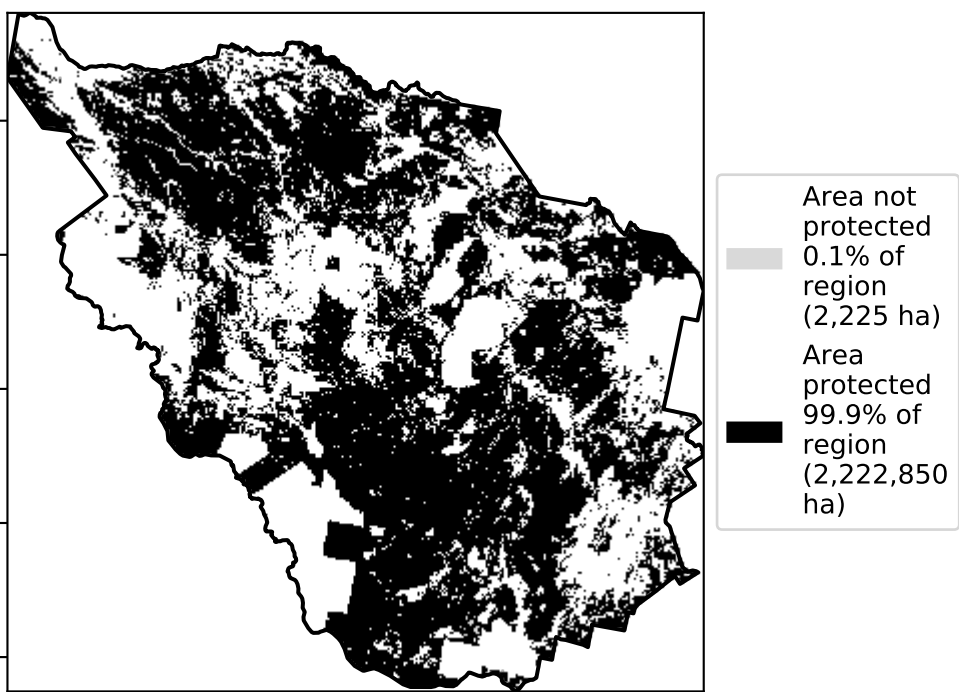 Area not
protected
0.1% of
region
(2,225 ha)
Area
protected
99.9% of
region
(2,222,850
ha)